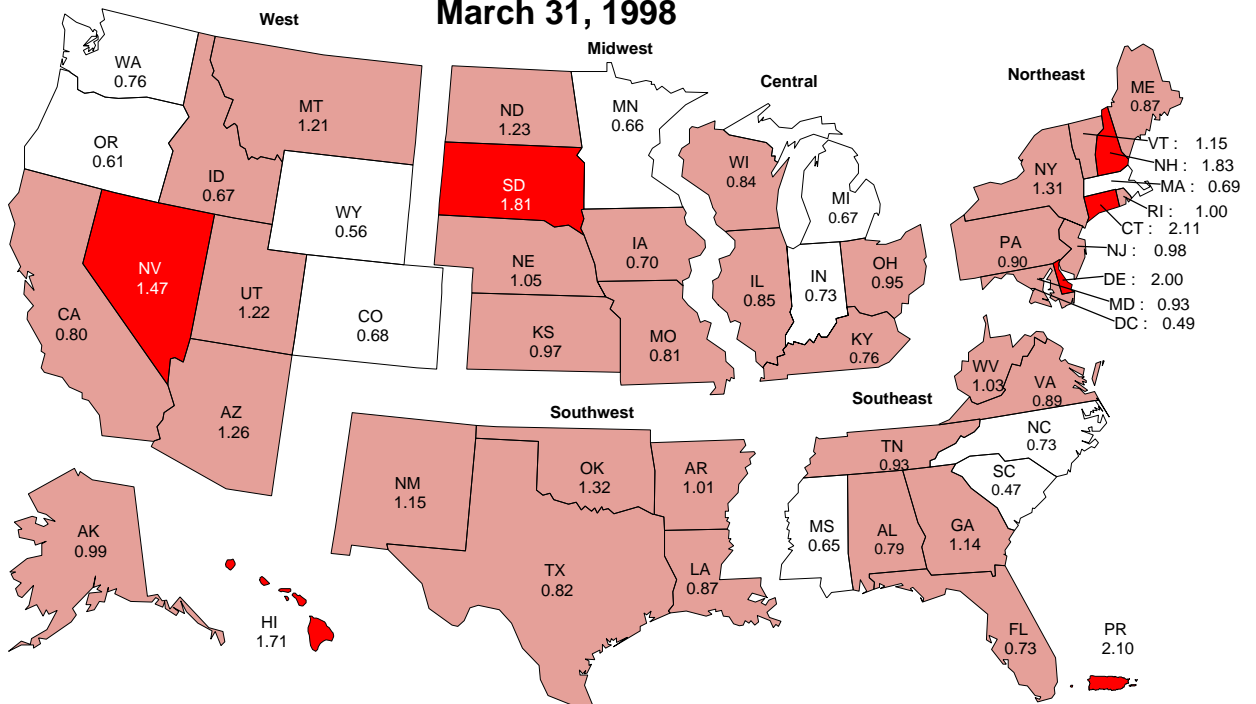 March 31, 1998
West
Midwest
Central
Northeast
WA
0.76
MT
1.21
ND
1.23
MN
0.66
ME
0.87
OR
0.61
ID
0.67
SD
1.81
WI
0.84
MI
0.67
NY
1.31
VT : 1.15
NH : 1.83
MA : 0.69
RI : 1.00
CT : 2.11
NJ : 0.98
DE : 2.00
MD : 0.93
DC : 0.49
WY
0.56
NV
1.47
UT
1.22
CA
0.80
CO
0.68
NE
1.05
IA
0.70
IL
0.85
IN
0.73
OH
0.95
PA
0.90
KS
0.97
MO
0.81
KY
0.76
WV
1.03
VA
0.89
AZ
1.26
Southwest
Southeast
NM
1.15
OK
1.32
AR
1.01
TN
0.93
NC
0.73
SC
0.47
AK
0.99
HI
1.71
TX
0.82
LA
0.87
MS
0.65
AL
0.79
GA
1.14
FL
0.73
PR
2.10